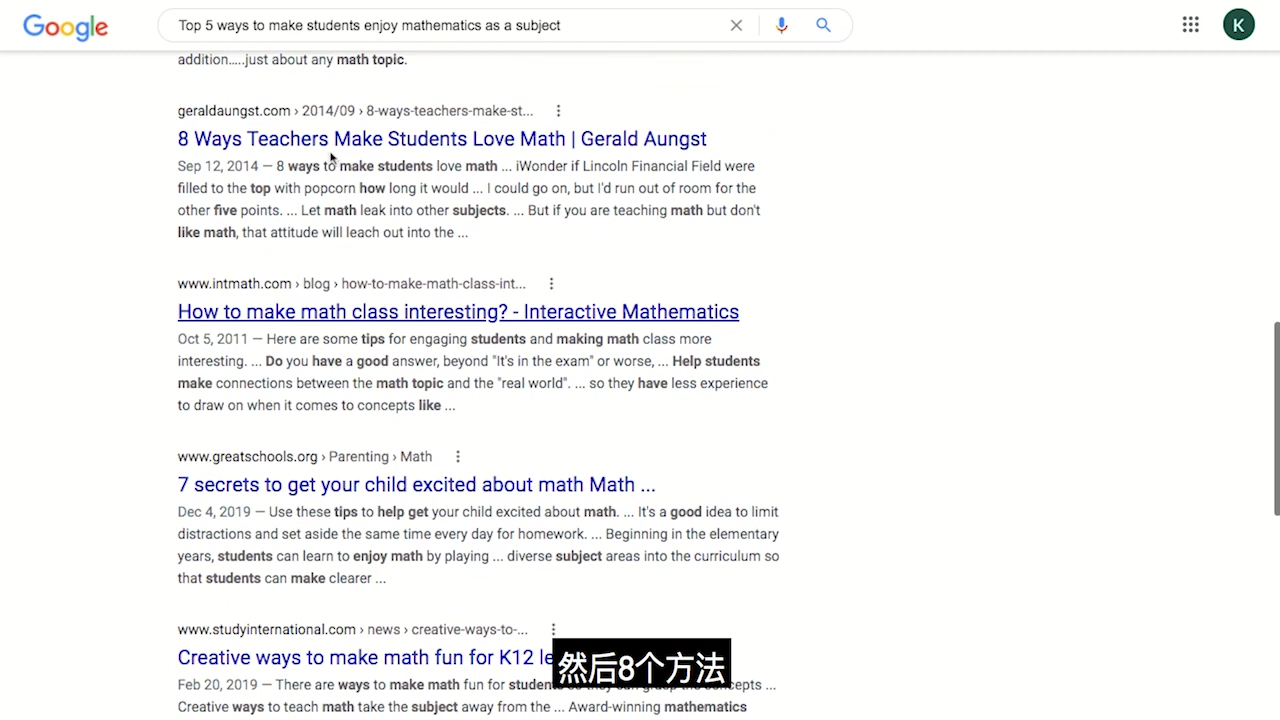 Google
Top 5 ways to make students enjoy mathematics as a subject
K
addition.....just about any math topic.
geraldaungst.com › 2014/09 › 8-ways-teachers-make-st...
8 Ways Teachers Make Students Love Math | Gerald Aungst
Sep 12, 2014 — 8 ways to make students love math ... iWonder if Lincoln Financial Field were
filled to the top with popcorn how long it would ... I could go on, but I'd run out of room for the
other five points. ... Let math leak into other subjects. ... But if you are teaching math but don't
like math, that attitude will leach out into the ...
www.intmath.com › blog › how-to-make-math-class-int...
How to make math class interesting? - Interactive Mathematics
Oct 5, 2011 — Here are some tips for engaging students and making math class more
interesting. ... Do you have a good answer, beyond "It's in the exam" or worse, ... Help students
make connections between the math topic and the "real world". ... so they have less experience
to draw on when it comes to concepts like ...
www.greatschools.org › Parenting › Math
7 secrets to get your child excited about math Math ...
Dec 4, 2019 — Use these tips to help get your child excited about math. ... It's a good idea to limit
distractions and set aside the same time every day for homework. ... Beginning in the elementary
years, students can learn to enjoy math by playing ... diverse subject areas into the curriculum so
that students can make clearer ...
www.studyinternational.com › news › creative-ways-to-...
Creative ways to make math fun for K12 le
然后8个方法
Feb 20, 2019 — There are ways to make math fun for students so they can grasp the concepts ...
Creative ways to teach math take the subject away from the ... Award-winning mathematics